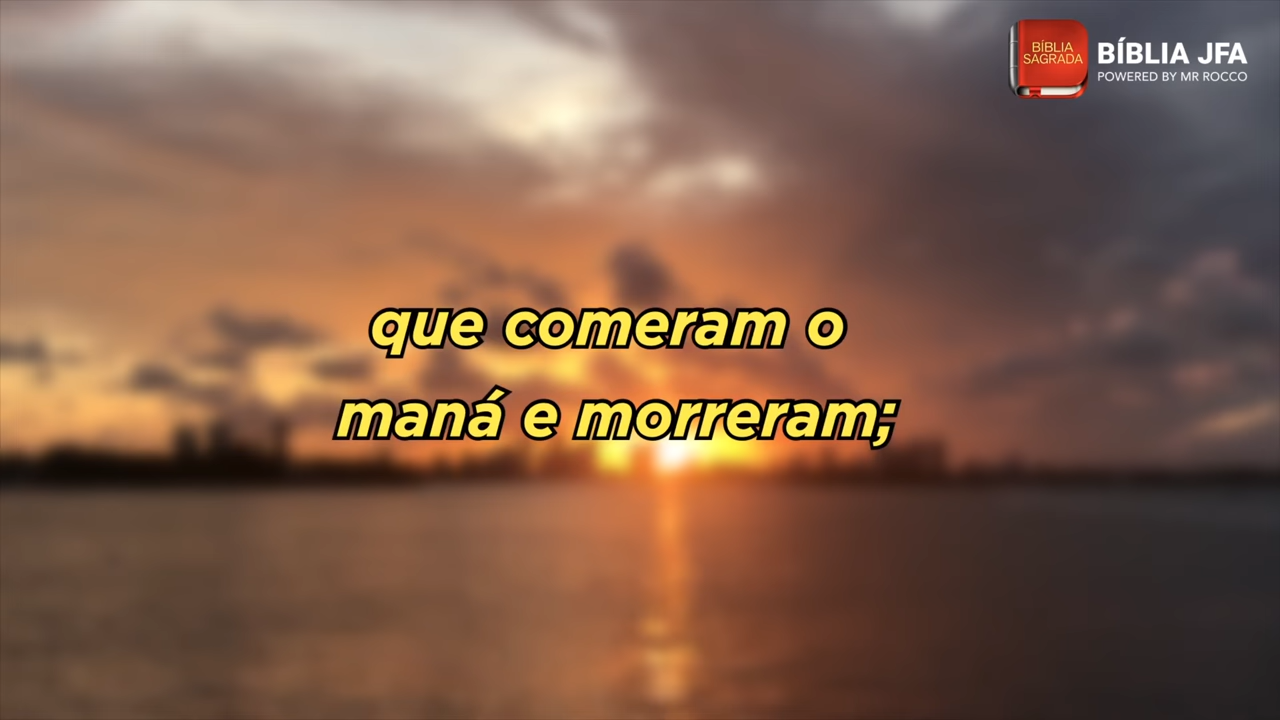 BÍBLIA
SAGRADA
BÍBLIA JFA
POWERED BY MR ROCCO
que comeram o
maná e morreram;